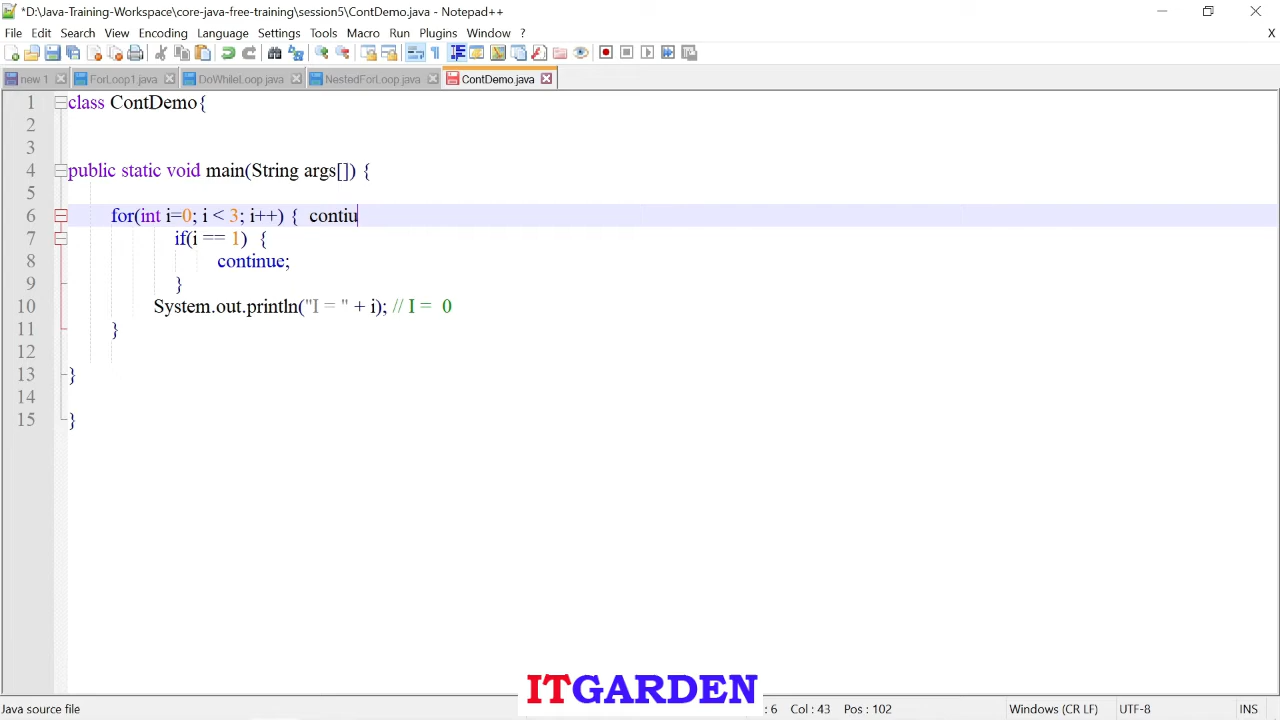 *D:\Java-Training-Workspace\core-java-free-training\session5\ContDemo.java - Notepad++
File Edit Search View Encoding Language Settings Tools Macro Run Plugins Window ? X
new 1 ForLoop1.java DoWhileLoop.java NestedForLoop.java ContDemo.java
1 class ContDemo{
2
3
4 public static void main(String args[]) {
5
6 for(int i=0; i < 3; i++) { contiu
7 if(i == 1) {
8 continue;
9 }
10 System.out.println("I = " + i); // I = 0
11 }
12
13 }
14
15 }
ITGARDEN
Java source file : 6 Col : 43 Pos : 102 Windows (CR LF) UTF-8 INS